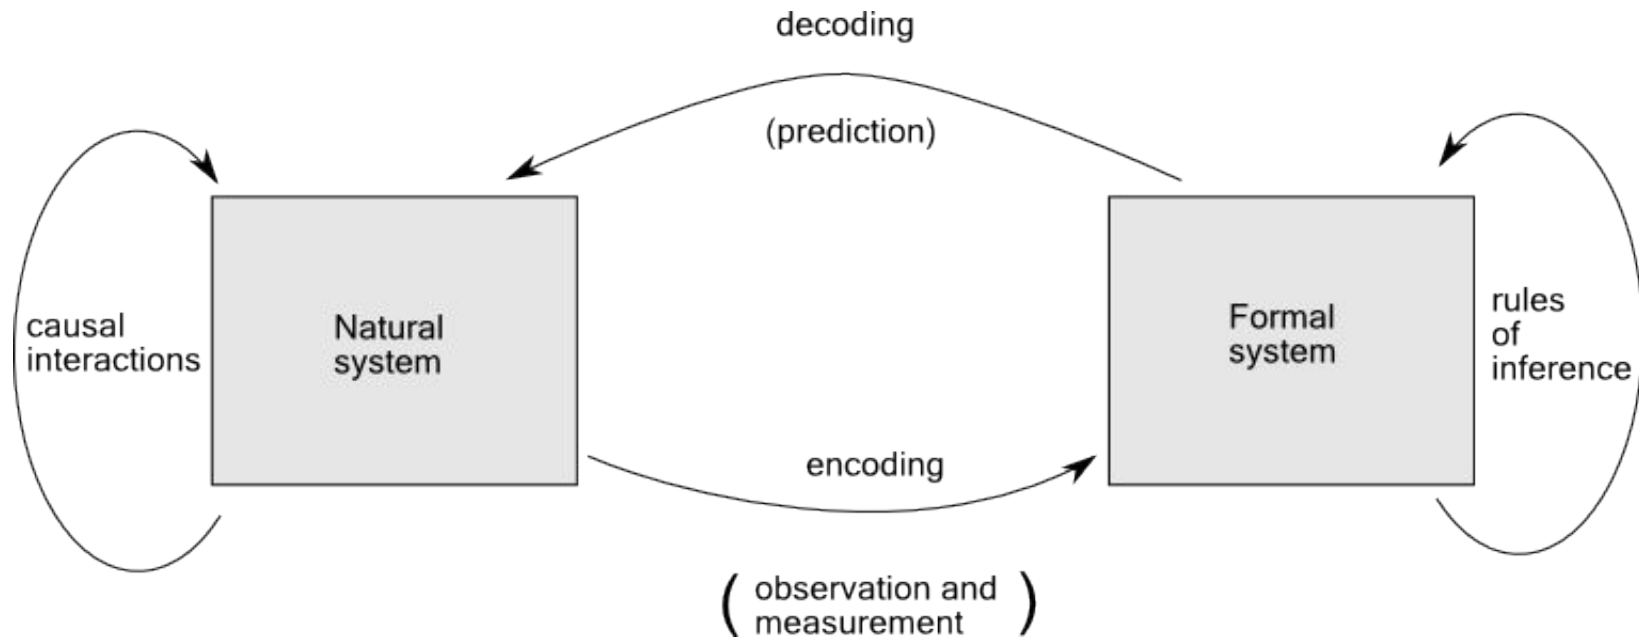 decoding
(prediction)
causal
interactions
Natural
system
Formal
system
rules
of
inference
encoding
( observation and
measurement )